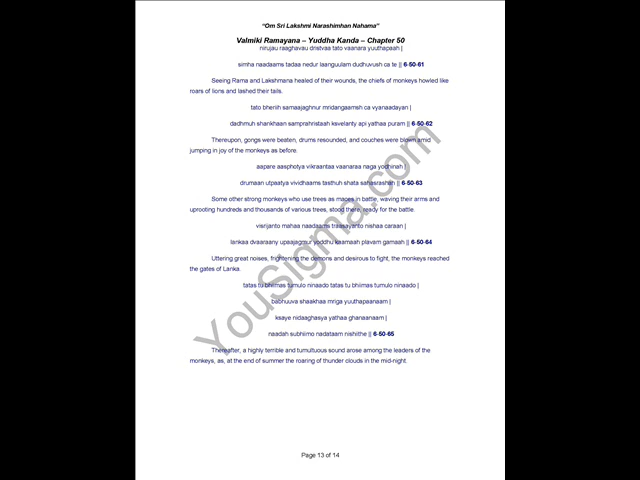 “Om Sri Lakshmi Narashimhan Nahama”
Valmiki Ramayana – Yuddha Kanda – Chapter 50
nirujau raaghavau dristvaa tato vaanara yuuthapaah |
simha naadaams tadaa nedur laanguulam dudhuvush ca te || 6-50-61
Seeing Rama and Lakshmana healed of their wounds, the chiefs of monkeys howled like
roars of lions and lashed their tails.
tato bheriih samaajaghnur mridangaamsh ca vyanaadayan |
dadhmuh shankhaan samprahristaah ksvelanty api yathaa puram || 6-50-62
Thereupon, gongs were beaten, drums resounded, and couches were blown amid
jumping in joy of the monkeys as before.
aapare aasphotya vikraantaa vaanaraa naga yodhinah |
drumaan utpaatya vividhaams tasthuh shata sahasrashah || 6-50-63
Some other strong monkeys who use trees as maces in battle, waving their arms and
uprooting hundreds and thousands of various trees, stood there, ready for the battle.
visrijanto mahaa naadaams traasayanto nishaa caraan |
lankaa dvaaraany upaajagmur yoddhu kaamaah plavam gamaah || 6-50-64
Uttering great noises, frightening the demons and desirous to fight, the monkeys reached
the gates of Lanka.
tatas tu bhiimas tumulo ninaado tatas tu bhiimas tumulo ninaado |
babhuuva shaakhaa mriga yuuthapaanaam |
ksaye nidaaghasya yathaa ghanaanaam |
naadah subhiimo nadataam nishiithe || 6-50-65
Thereafter, a highly terrible and tumultuous sound arose among the leaders of the
monkeys, as, at the end of summer the roaring of thunder clouds in the mid-night.
YouSigma.com
Page 13 of 14